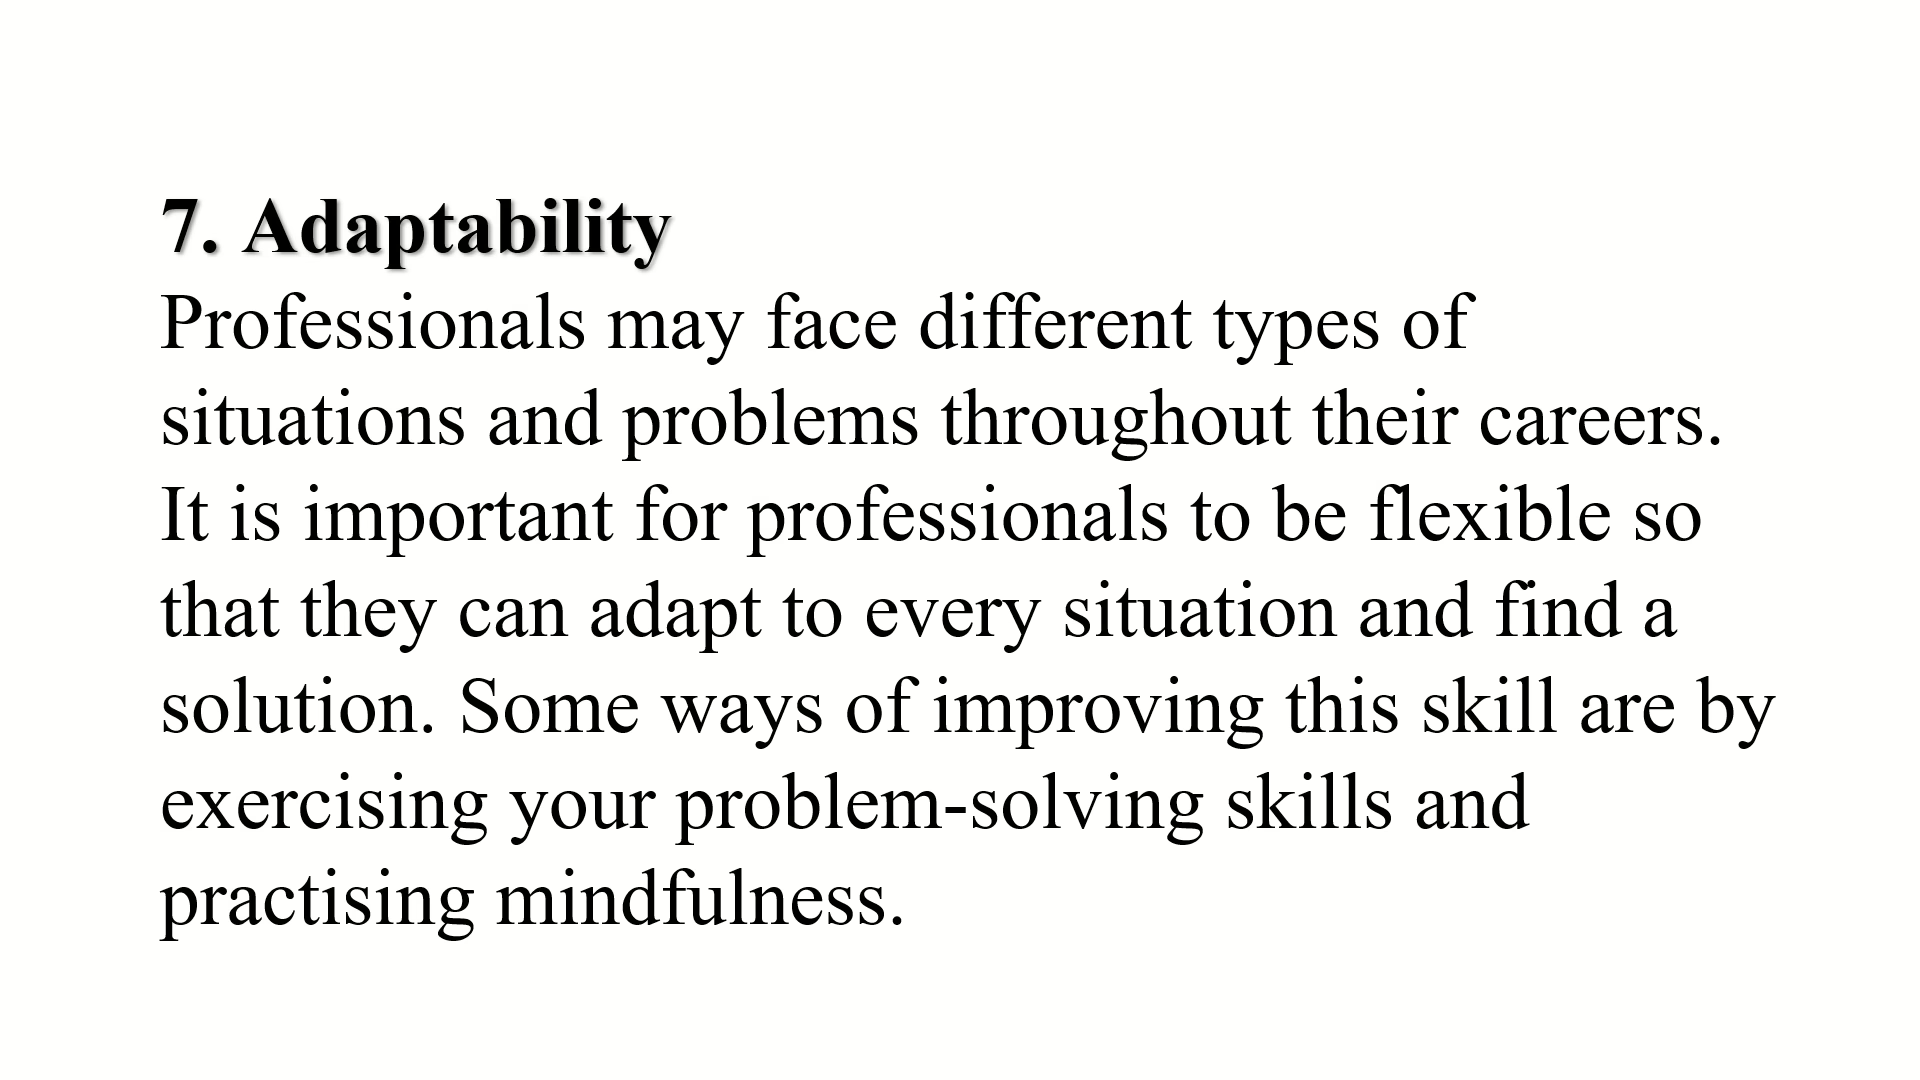 7. Adaptability
Professionals may face different types of
situations and problems throughout their careers.
It is important for professionals to be flexible so
that they can adapt to every situation and find a
solution. Some ways of improving this skill are by
exercising your problem-solving skills and
practising mindfulness.